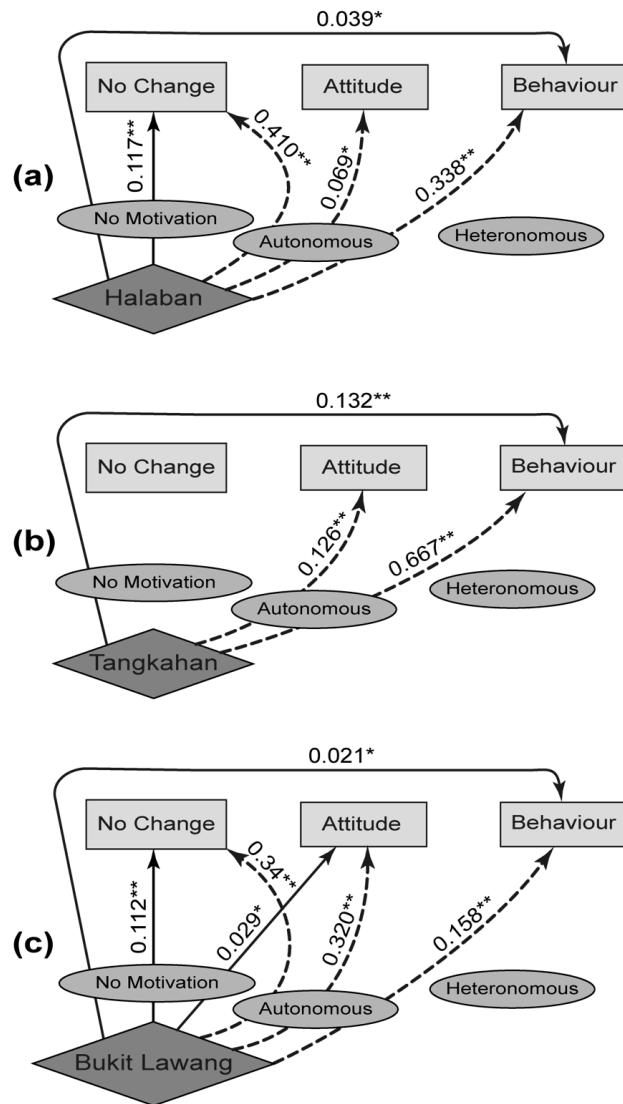 0.039*
No Change
Attitude
Behaviour
0.117**
0.410**
0.069*
0.338**
(a)
No Motivation
Autonomous
Heteronomous
Halaban
0.132**
No Change
Attitude
Behaviour
0.126**
0.667**
(b)
No Motivation
Autonomous
Heteronomous
Tangkahan
0.021*
No Change
Attitude
Behaviour
0.112**
0.34**
0.029*
0.320**
0.158**
(c)
No Motivation
Autonomous
Heteronomous
Bukit Lawang